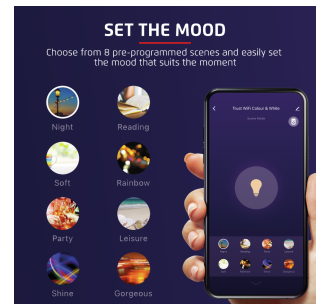 SET THE MOOD
Choose from 8 pre-programmed scenes and easily set
the mood that suits the moment
Night
Reading
Soft
Rainbow
Party
Leisure
Shine
Gorgeous
Trust WiFi Colour & White